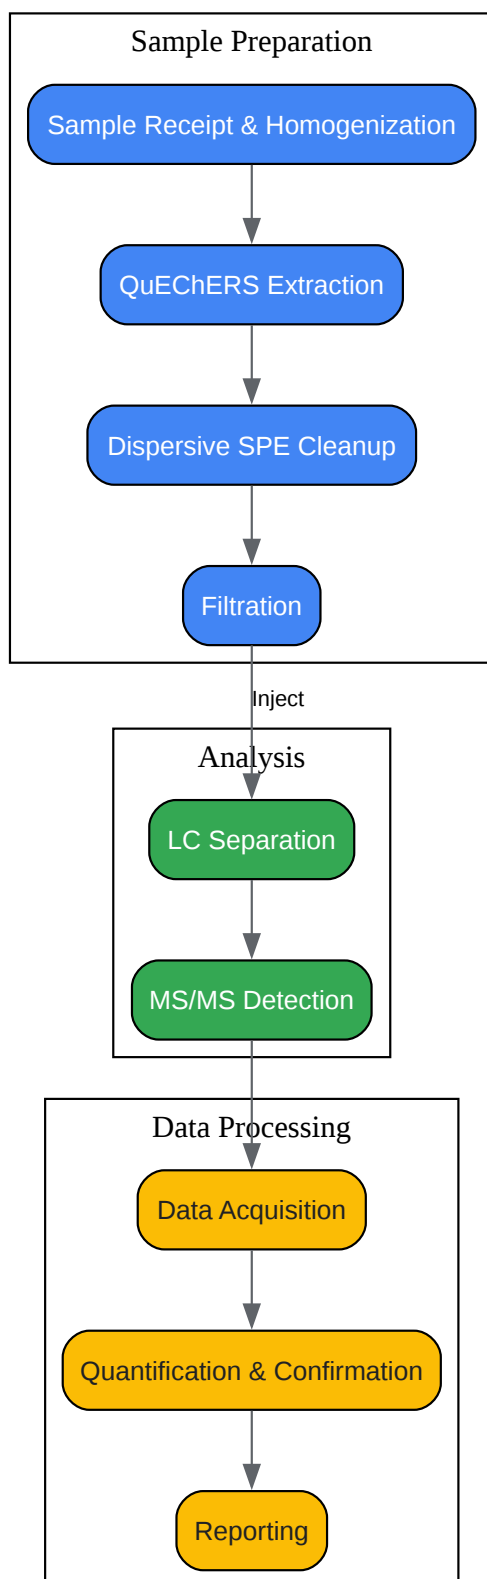 Sample Preparation
Sample Receipt & Homogenization
QuEChERS Extraction
Dispersive SPE Cleanup
Filtration
Inject
Analysis
LC Separation
MS/MS Detection
Data Processing
Data Acquisition
Quantification & Confirmation
Reporting